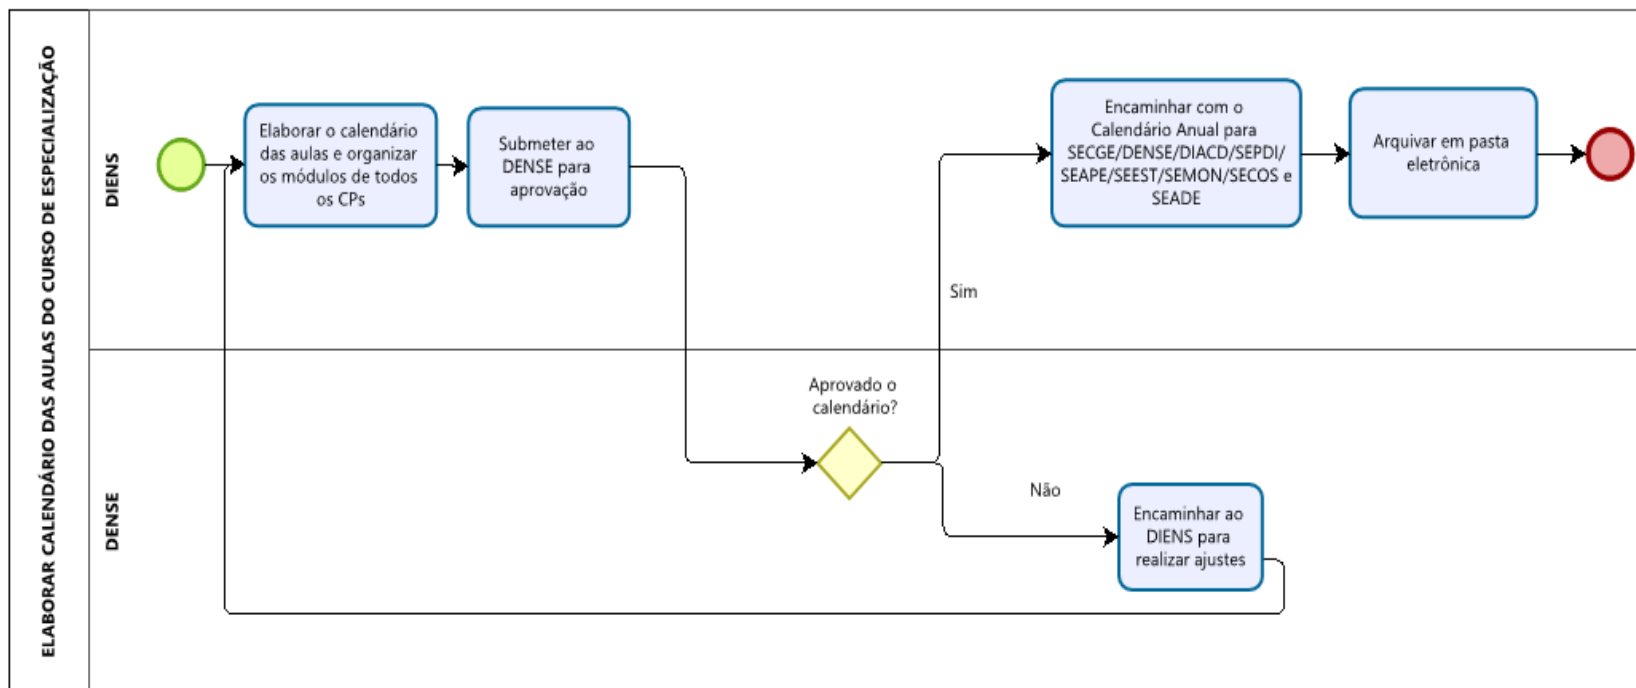 ELABORAR CALENDÁRIO DAS AULAS DO CURSO DE ESPECIALIZAÇÃO
DIENS
Elaborar o calendário
das aulas e organizar
os módulos de todos
os CPs
Submeter ao
DENSE para
aprovação
Encaminhar com o
Calendário Anual para
SECGE/DENSE/DIACD/SEPDI/
SEAPE/SEEST/SEMON/SECOS e
SEADE
Arquivar em pasta
eletrônica
Sim
DENSE
Aprovado o
calendário?
Não
Encaminhar ao
DIENS para
realizar ajustes